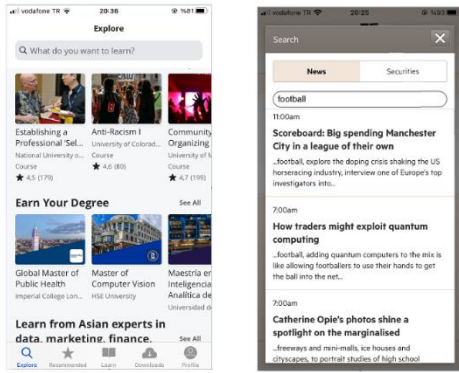 vodafone TR 20:36 %81
Explore
What do you want to learn?
Establishing a
Professional 'Sel...
National University o...
Course
4,5 (179)
Anti-Racism I
University of Colorad...
Course
4,6 (80)
Community
Organizing
University of M
Course
4,7 (199)
Earn Your Degree See All
Global Master of
Public Health
Imperial College Lon...
Master of
Computer Vision
HSE University
Maestría en
Inteligencia
Analítica de
Universidad d
Learn from Asian experts in
data, marketing, finance, See All
Explore Recommended Learn Downloads Profile
vodafone TR 20:25 %83
Search
News Securities
football
11:00am
Scoreboard: Big spending Manchester
City in a league of their own
...football, explore the doping crisis shaking the US
horseracing industry, interview one of Europe's top
investigators into...
7:00am
How traders might exploit quantum
computing
...football, adding quantum computers to the mix is
like allowing footballers to use their hands to get
the ball into the net...
7:00am
Catherine Opie's photos shine a
spotlight on the marginalised
...freeways and mini-malls, ice houses and
cityscapes, to portrait studies of high school